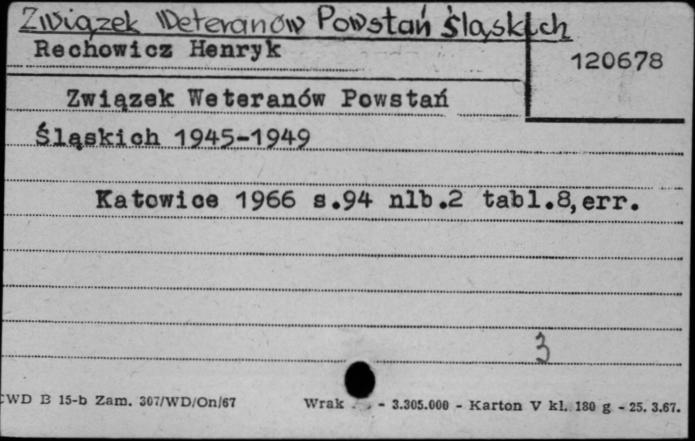 Związek Weteranów Powstań Śląskich
Rechowicz Henryk
120678
Związek Weteranów Powstań
Śląskich 1945-1949
Katowice 1966 s.94 nlb.2 tabl.8,err.
3
CWD B 15-b Zam. 307/WD/On/67 Wrak - 3.305.000 - Karton V kl. 180 g - 25. 3.67.